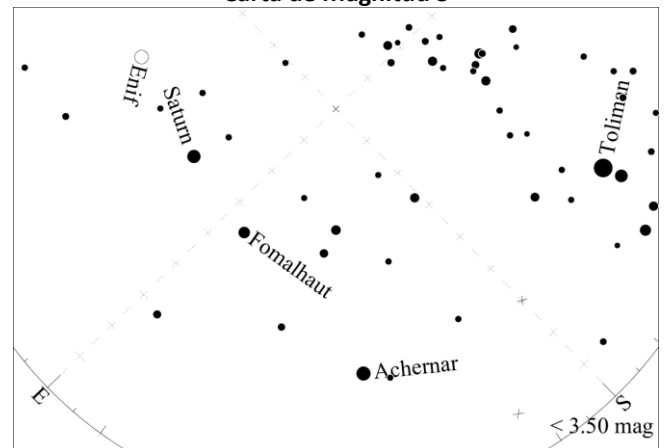 Carta de magnitud 3
Enif
Saturn
Toliman
Fomalhaut
Achernar
E
S
< 3.50 mag